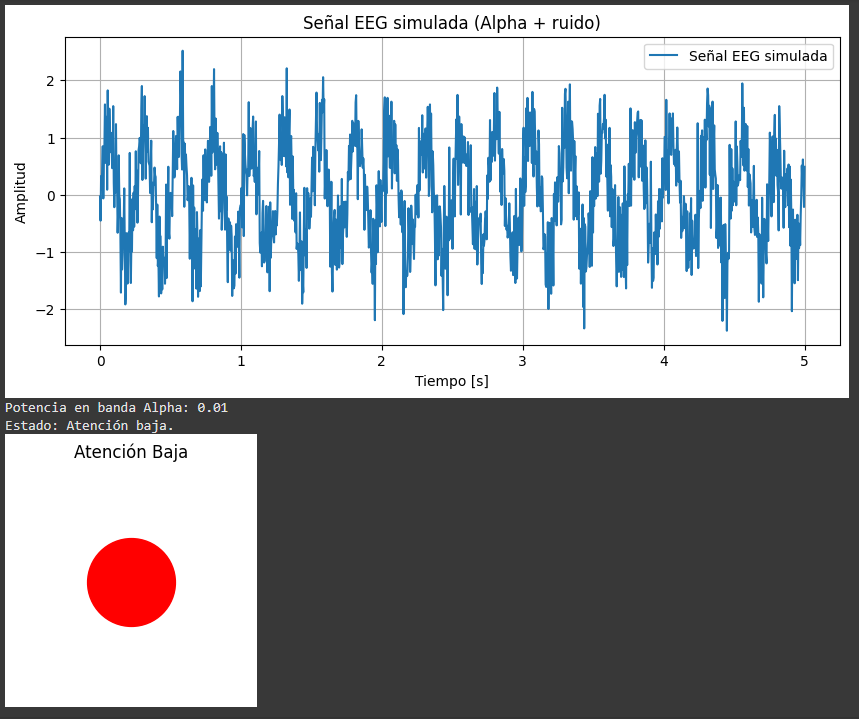 Señal EEG simulada (Alpha + ruido)
Señal EEG simulada
2
1
0
−1
−2
Amplitud
0 1 2 3 4 5
Tiempo [s]
Potencia en banda Alpha: 0.01
Estado: Atención baja.
Atención Baja